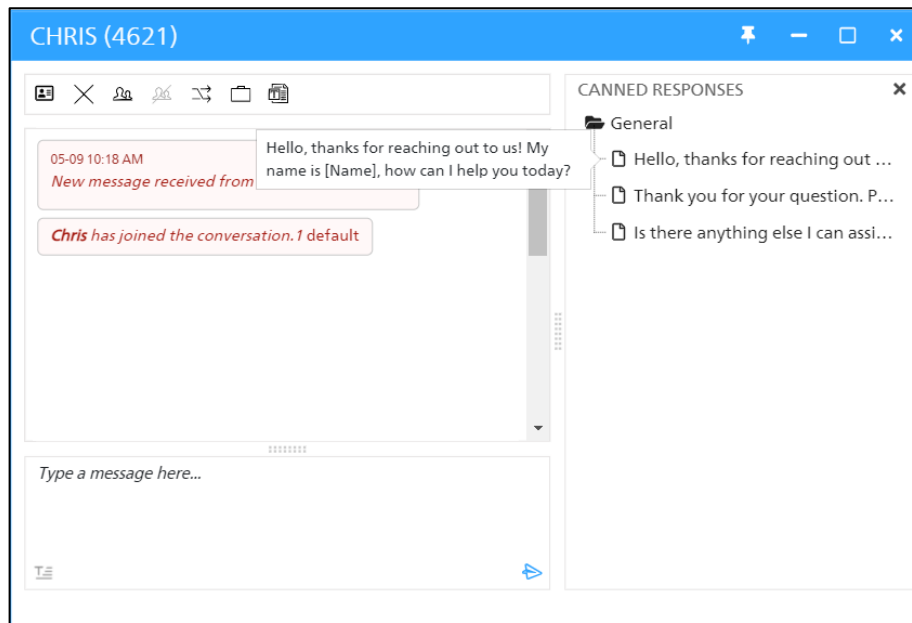 CHRIS (4621)
CANNED RESPONSES
General
Hello, thanks for reaching out ...
Thank you for your question. P...
Is there anything else I can assi...
Hello, thanks for reaching out to us! My
name is [Name], how can I help you today?
05-09 10:18 AM
New message received from
Chris has joined the conversation.1 default
Type a message here...